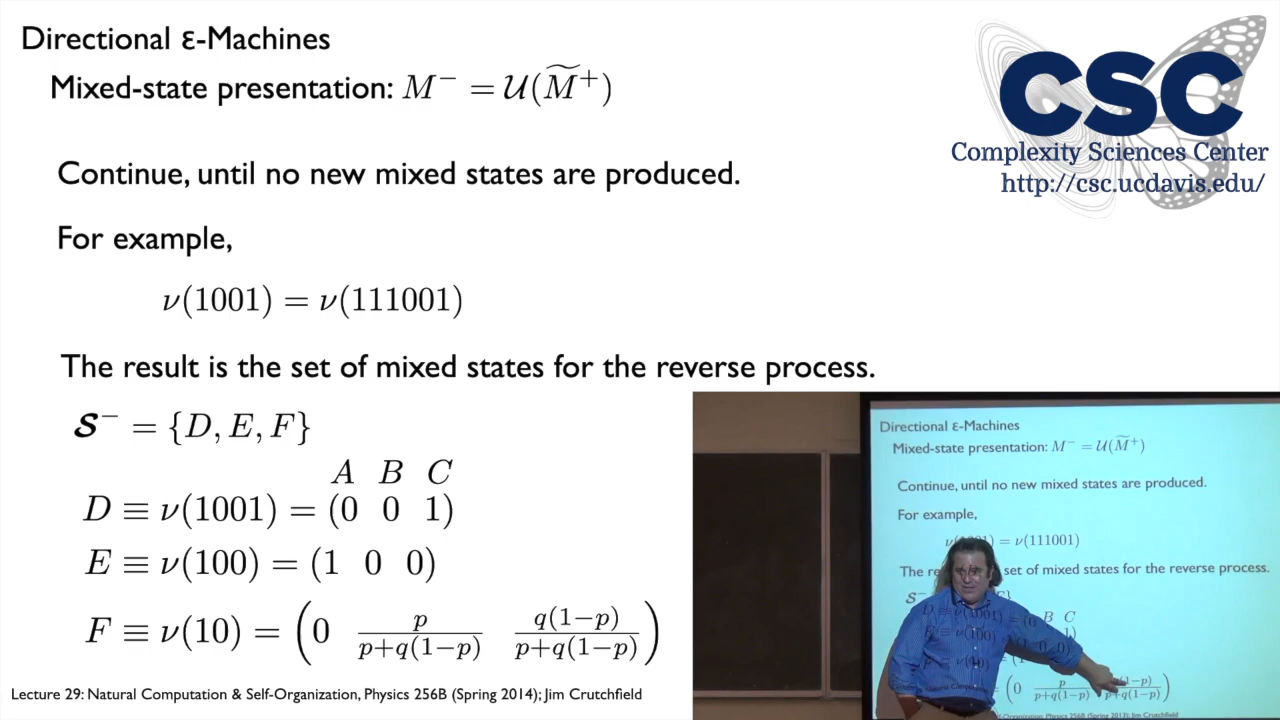 Directional ε-Machines
Mixed-state presentation: M⁻ = 𝒰(M̃⁺)
CSC
Complexity Sciences Center
http://csc.ucdavis.edu/
Continue, until no new mixed states are produced.
For example,
ν(1001) = ν(111001)
The result is the set of mixed states for the reverse process.
𝓢⁻ = {D, E, F}
A B C
D ≡ ν(1001) = (0 0 1)
E ≡ ν(100) = (1 0 0)
F ≡ ν(10) = (0 p/(p+q(1−p)) q(1−p)/(p+q(1−p)))
Lecture 29: Natural Computation & Self-Organization, Physics 256B (Spring 2014); Jim Crutchfield
Directional ε-Machines
Mixed-state presentation: M⁻ = 𝒰(M̃⁺)
Continue, until no new mixed states are produced.
For example,
= ν(111001)
set of mixed states for the reverse process.
B C